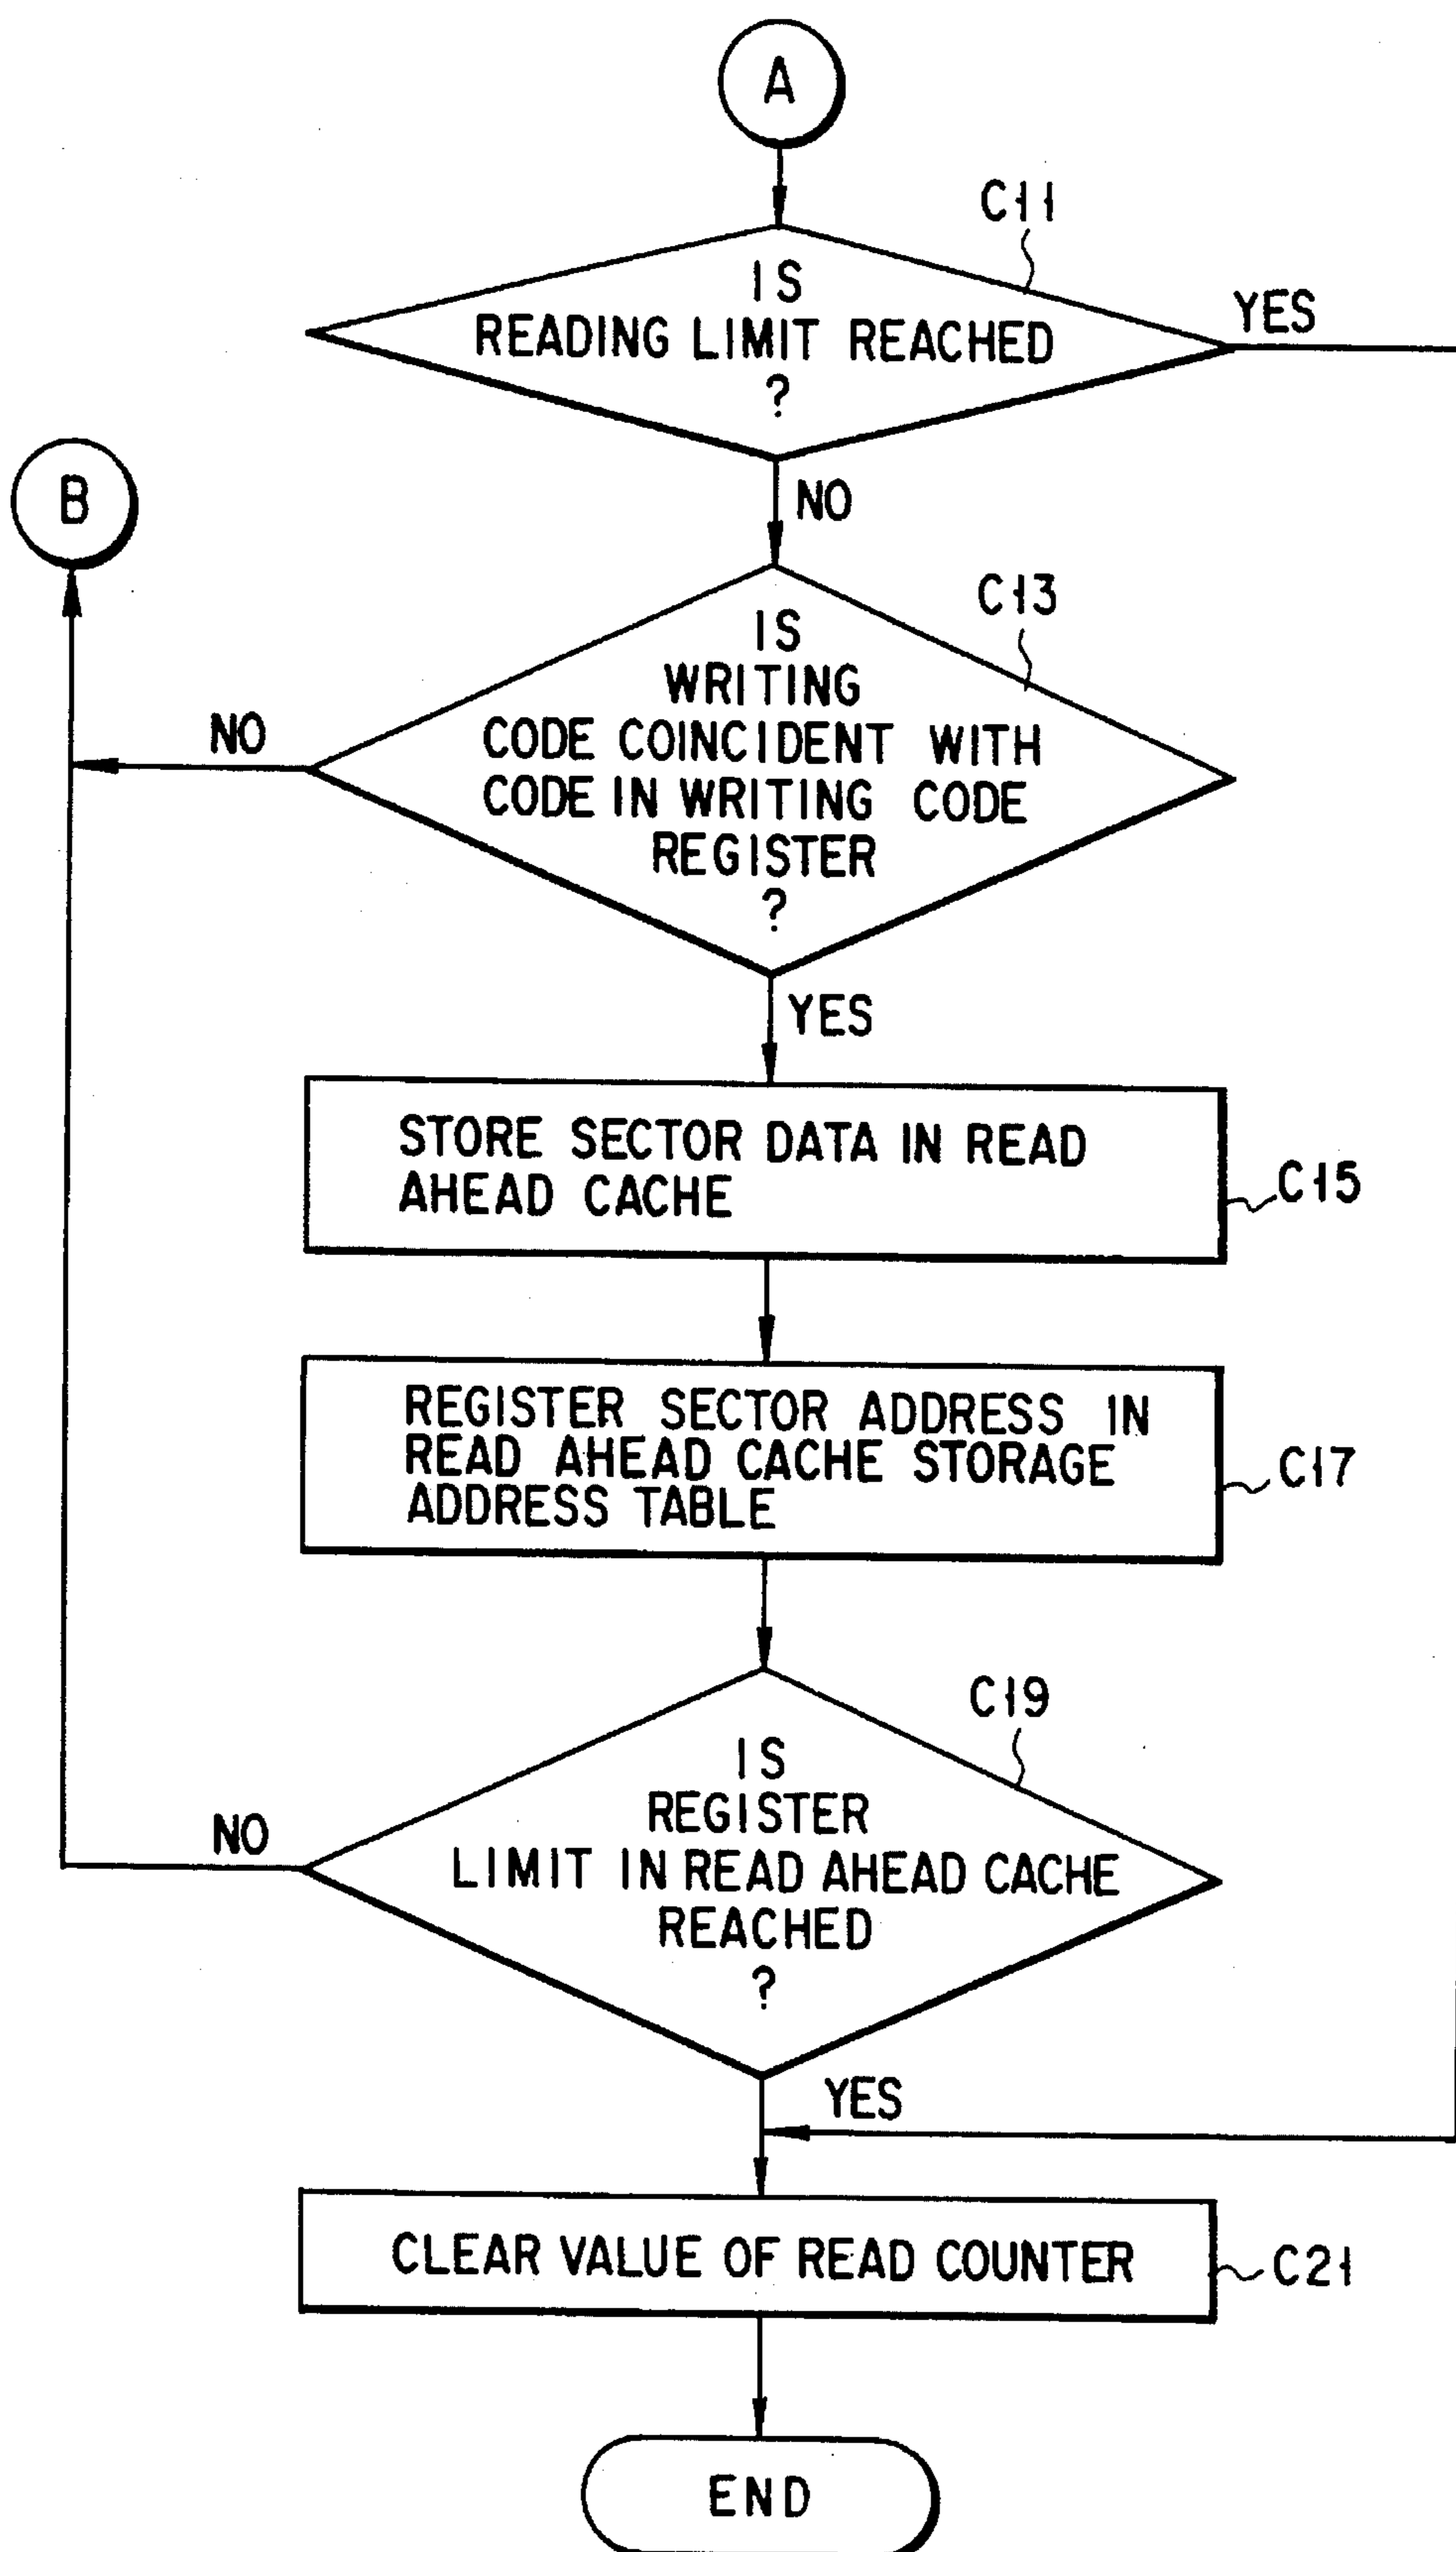 A
C11
IS
READING LIMIT REACHED
?
YES
NO
B
C13
IS
WRITING
CODE COINCIDENT WITH
CODE IN WRITING CODE
REGISTER
?
NO
YES
STORE SECTOR DATA IN READ
AHEAD CACHE
C15
REGISTER SECTOR ADDRESS IN
READ AHEAD CACHE STORAGE
ADDRESS TABLE
C17
C19
IS
REGISTER
LIMIT IN READ AHEAD CACHE
REACHED
?
NO
YES
CLEAR VALUE OF READ COUNTER
C21
END